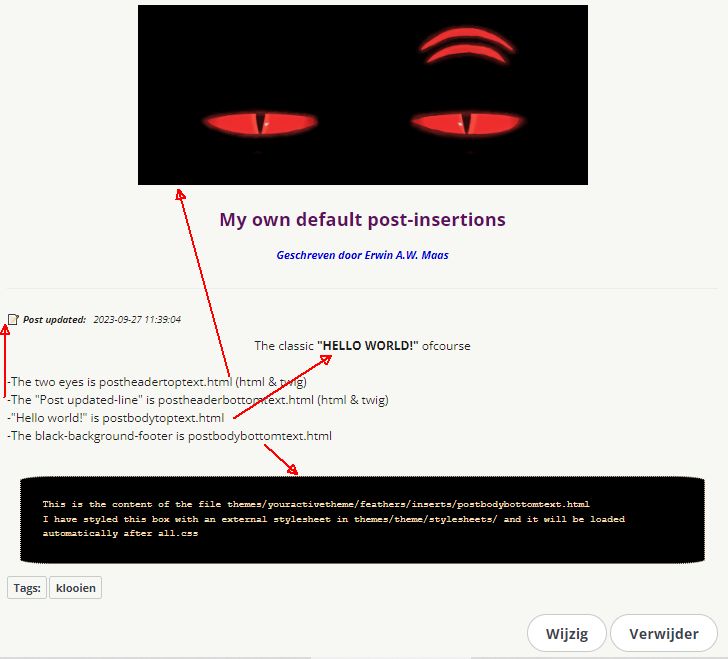 My own default post-insertions
Geschreven door Erwin A.W. Maas
Post updated: 2023-09-27 11:39:04
The classic "HELLO WORLD!" ofcourse
-The two eyes is postheadertoptext.html (html & twig)
-The "Post updated-line" is postheaderbottomtext.html (html & twig)
-"Hello world!" is postbodytoptext.html
-The black-background-footer is postbodybottomtext.html
This is the content of the file themes/youractivetheme/feathers/inserts/postbodybottomtext.html
I have styled this box with an external stylesheet in themes/theme/stylesheets/ and it will be loaded
automatically after all.css
Tags: klooien
Wijzig Verwijder